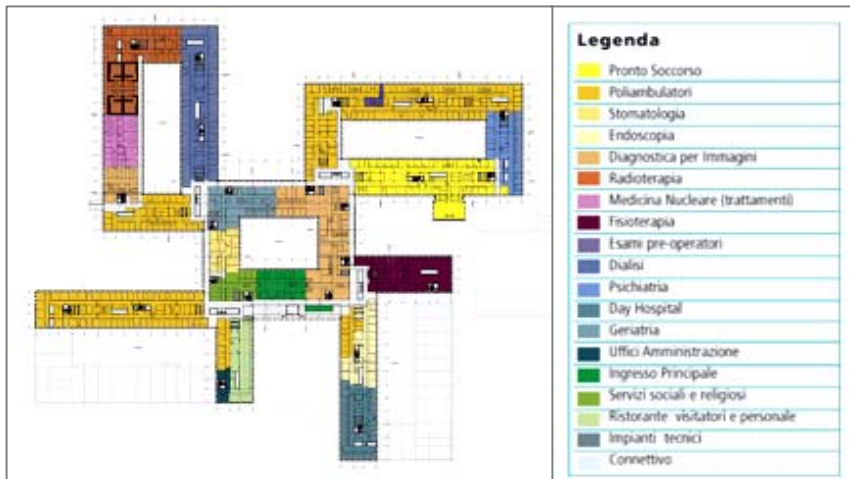 Legenda
Pronto Soccorso
Poliambulatori
Stomatologia
Endoscopia
Diagnostica per Immagini
Radioterapia
Medicina Nucleare (trattamenti)
Fisioterapia
Esami pre-operatori
Dialisi
Psichiatria
Day Hospital
Geriatria
Uffici Amministrazione
Ingresso Principale
Servizi sociali e religiosi
Ristorante visitatori e personale
Impianti tecnici
Connettivo